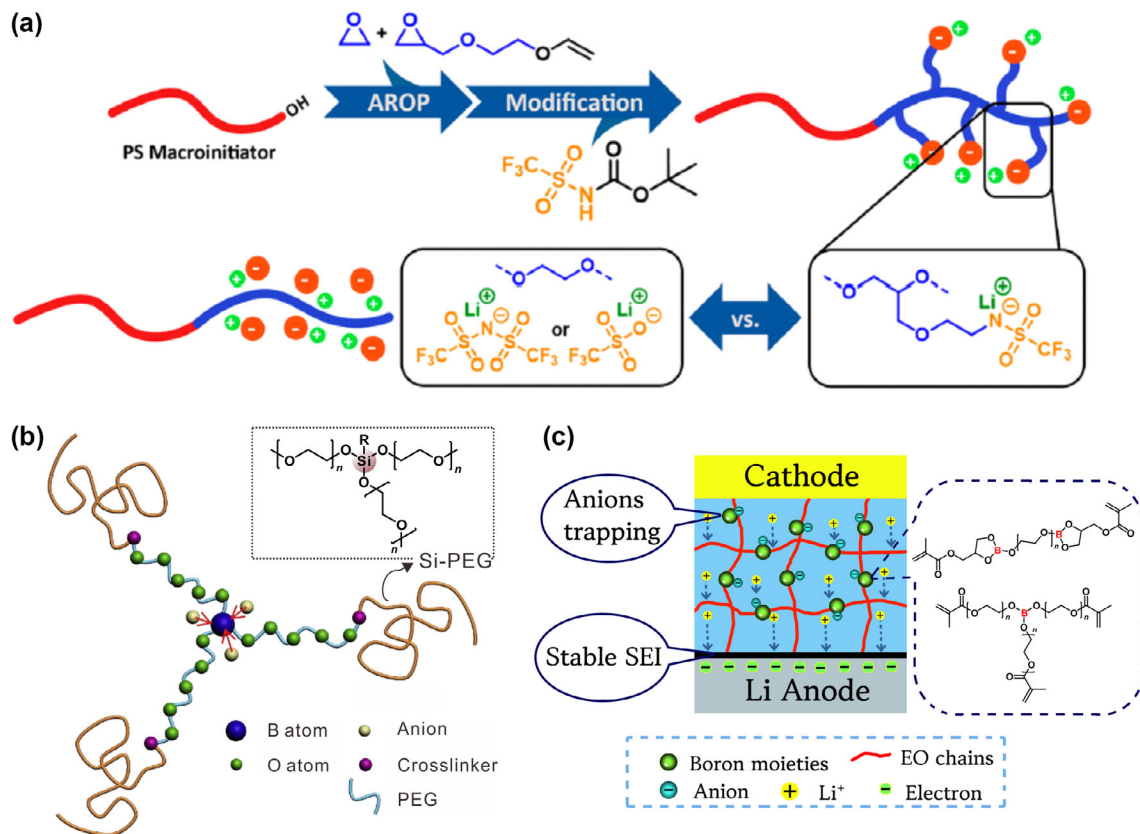 (a)
O
+
O
O
O
OH
AROP
Modification
PS Macroinitiator
F₃C
O
S
O
N
H
O
O
O
O
Li
F₃C
S
N
S
CF₃
O
O
O
O
or
Li
F₃C
S
O
O
O
vs.
O
O
O
Li
N
S
O
O
CF₃
(b)
R
O
O
n
Si
O
O
n
O
O
n
Si-PEG
B atom
Anion
O atom
Crosslinker
PEG
(c)
Cathode
Anions
trapping
Stable SEI
Li Anode
O
O
O
O
B
O
O
n
B
O
O
O
O
O
O
O
n
O
B
O
O
n
O
O
O
n
O
O
Boron moieties
EO chains
Anion
Li⁺
Electron